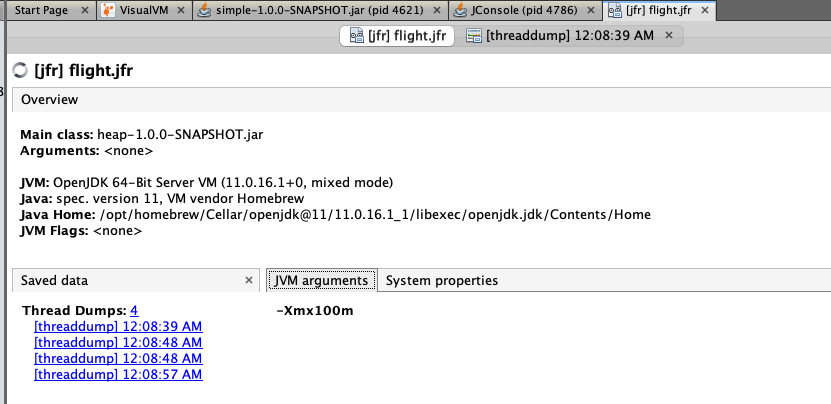 Start Page
VisualVM
simple-1.0.0-SNAPSHOT.jar (pid 4621)
JConsole (pid 4786)
[jfr] flight.jfr
[jfr] flight.jfr
[threaddump] 12:08:39 AM
[jfr] flight.jfr
Overview
Main class: heap-1.0.0-SNAPSHOT.jar
Arguments: <none>
JVM: OpenJDK 64-Bit Server VM (11.0.16.1+0, mixed mode)
Java: spec. version 11, VM vendor Homebrew
Java Home: /opt/homebrew/Cellar/openjdk@11/11.0.16.1_1/libexec/openjdk.jdk/Contents/Home
JVM Flags: <none>
Saved data
JVM arguments
System properties
Thread Dumps: 4
[threaddump] 12:08:39 AM
[threaddump] 12:08:48 AM
[threaddump] 12:08:48 AM
[threaddump] 12:08:57 AM
-Xmx100m